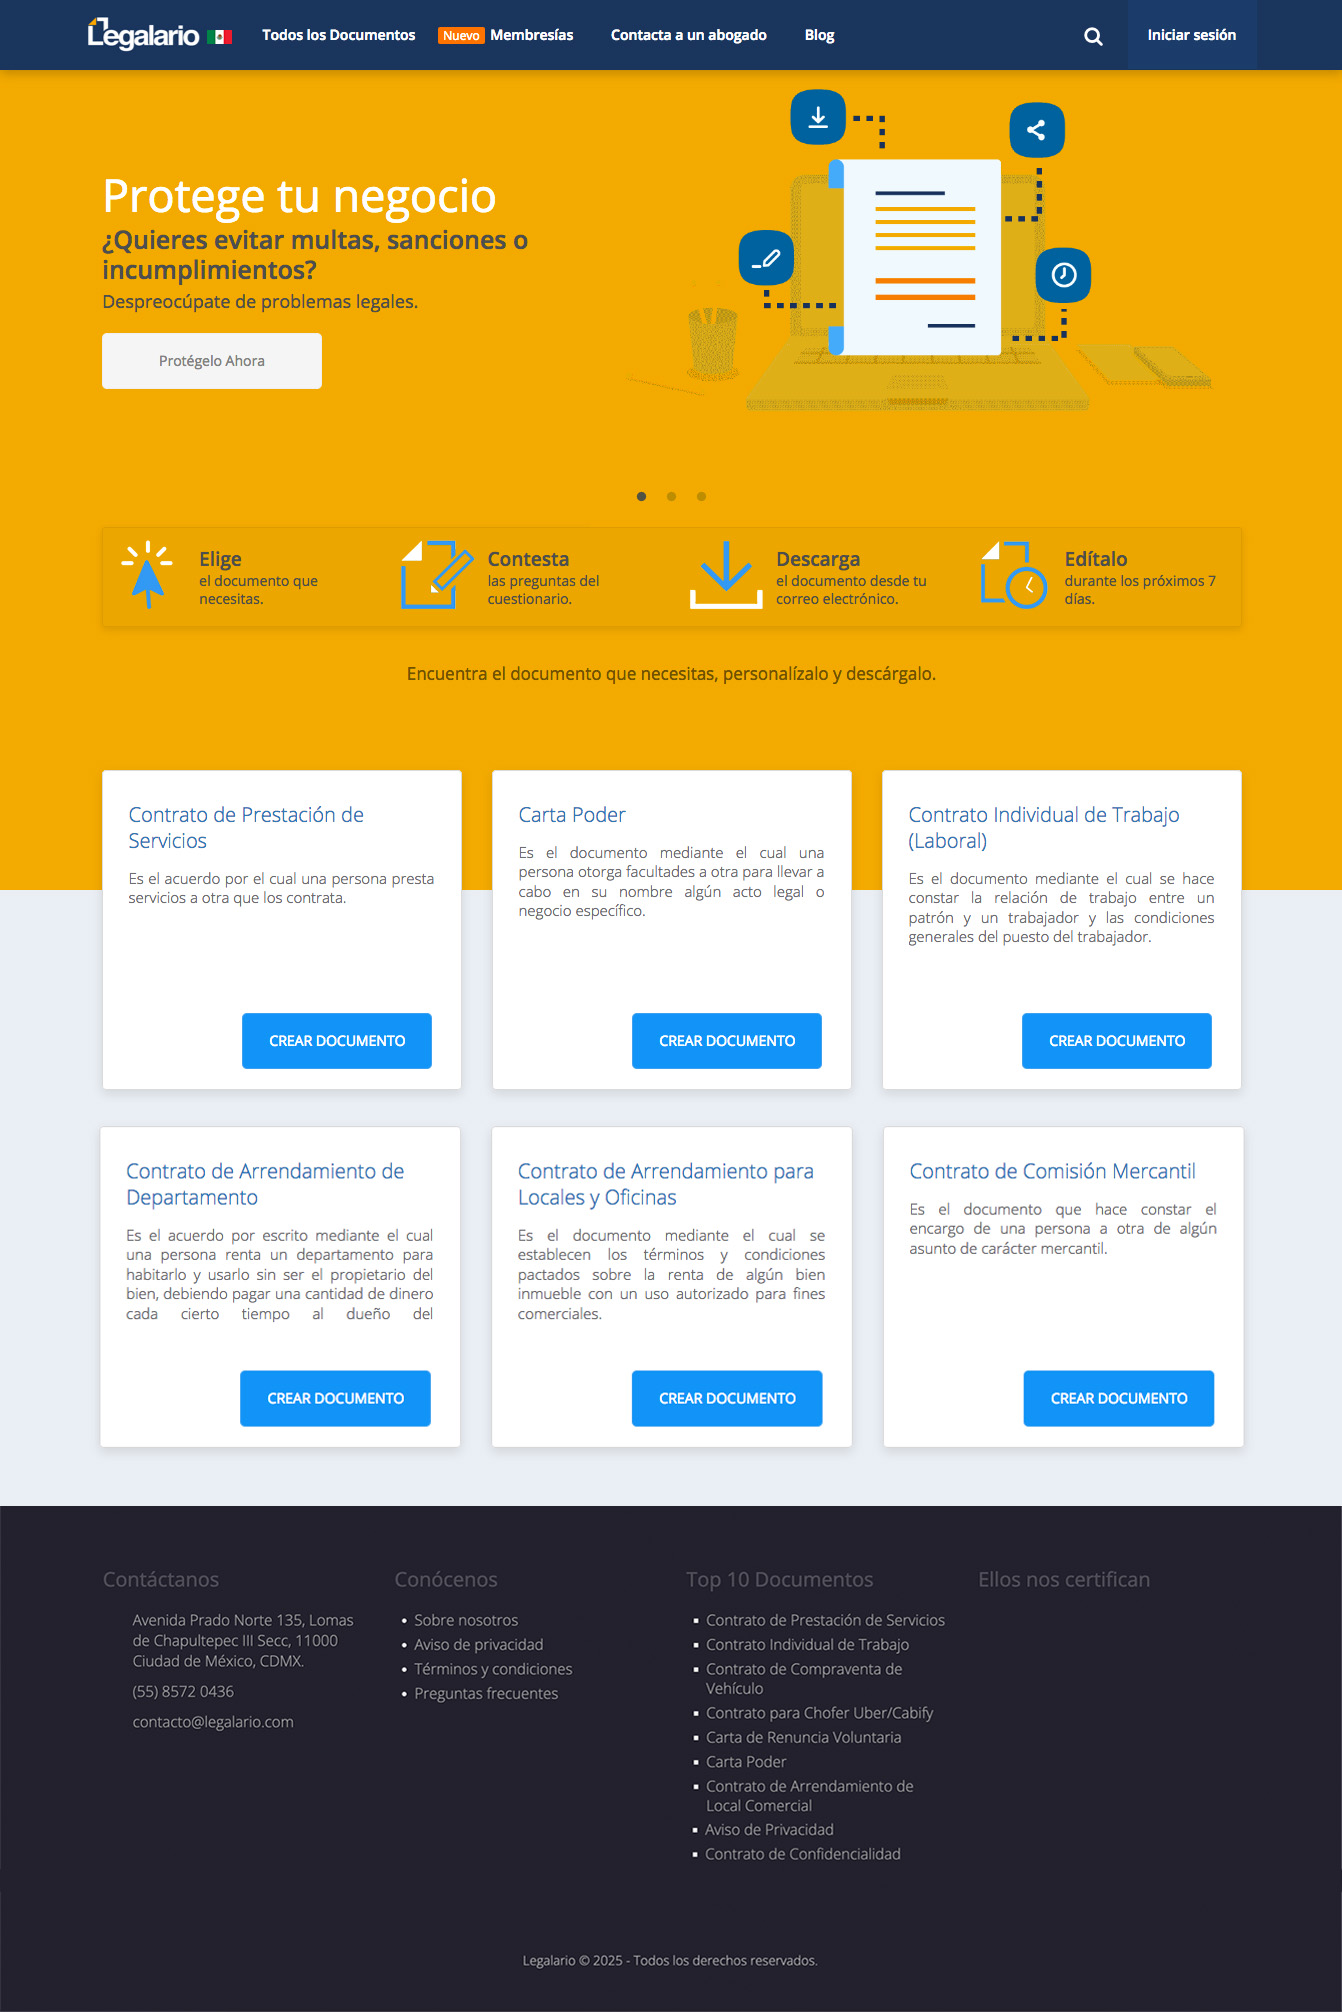 Legalario
Todos los Documentos
Nuevo Membresías
Contacta a un abogado
Blog
Iniciar sesión
Protege tu negocio
¿Quieres evitar multas, sanciones o
incumplimientos?
Despreocúpate de problemas legales.
Protégelo Ahora
Elige
el documento que
necesitas.
Contesta
las preguntas del
cuestionario.
Descarga
el documento desde tu
correo electrónico.
Edítalo
durante los próximos 7
días.
Encuentra el documento que necesitas, personalízalo y descárgalo.
Contrato de Prestación de
Servicios
Es el acuerdo por el cual una persona presta
servicios a otra que los contrata.
CREAR DOCUMENTO
Carta Poder
Es el documento mediante el cual una
persona otorga facultades a otra para llevar a
cabo en su nombre algún acto legal o
negocio específico.
CREAR DOCUMENTO
Contrato Individual de Trabajo
(Laboral)
Es el documento mediante el cual se hace
constar la relación de trabajo entre un
patrón y un trabajador y las condiciones
generales del puesto del trabajador.
CREAR DOCUMENTO
Contrato de Arrendamiento de
Departamento
Es el acuerdo por escrito mediante el cual
una persona renta un departamento para
habitarlo y usarlo sin ser el propietario del
bien, debiendo pagar una cantidad de dinero
cada cierto tiempo al dueño del
CREAR DOCUMENTO
Contrato de Arrendamiento para
Locales y Oficinas
Es el documento mediante el cual se
establecen los términos y condiciones
pactados sobre la renta de algún bien
inmueble con un uso autorizado para fines
comerciales.
CREAR DOCUMENTO
Contrato de Comisión Mercantil
Es el documento que hace constar el
encargo de una persona a otra de algún
asunto de carácter mercantil.
CREAR DOCUMENTO
Contáctanos
Avenida Prado Norte 135, Lomas
de Chapultepec III Secc, 11000
Ciudad de México, CDMX.
(55) 8572 0436
contacto@legalario.com
Conócenos
Sobre nosotros
Aviso de privacidad
Términos y condiciones
Preguntas frecuentes
Top 10 Documentos
Contrato de Prestación de Servicios
Contrato Individual de Trabajo
Contrato de Compraventa de
Vehículo
Contrato para Chofer Uber/Cabify
Carta de Renuncia Voluntaria
Carta Poder
Contrato de Arrendamiento de
Local Comercial
Aviso de Privacidad
Contrato de Confidencialidad
Ellos nos certifican
Legalario © 2025 - Todos los derechos reservados.